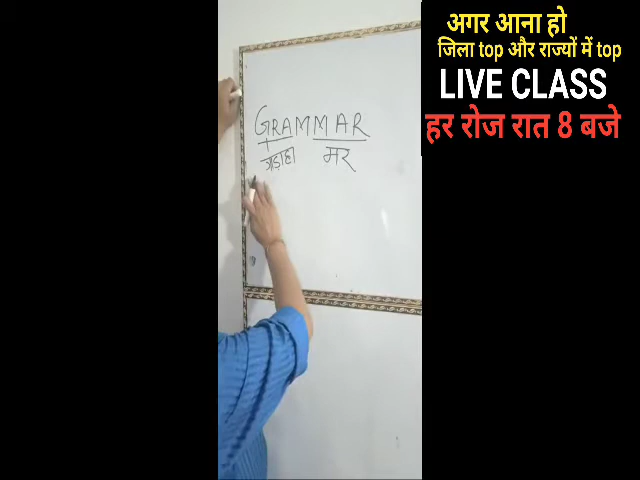 अगर आना हो
जिला top और राज्यों में top
LIVE CLASS
हर रोज रात 8 बजे
GRAMMAR
मर